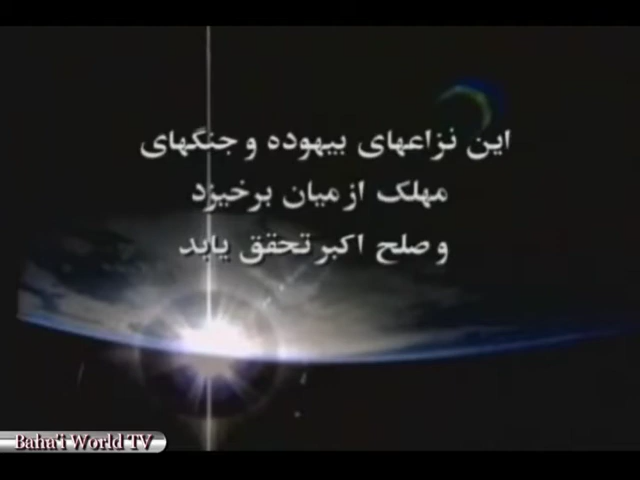 این نزاعهای بیهوده و جنگهای
مهلک از میان برخیزد
و صلح اکبر تحقق یابد
Baha'i World TV